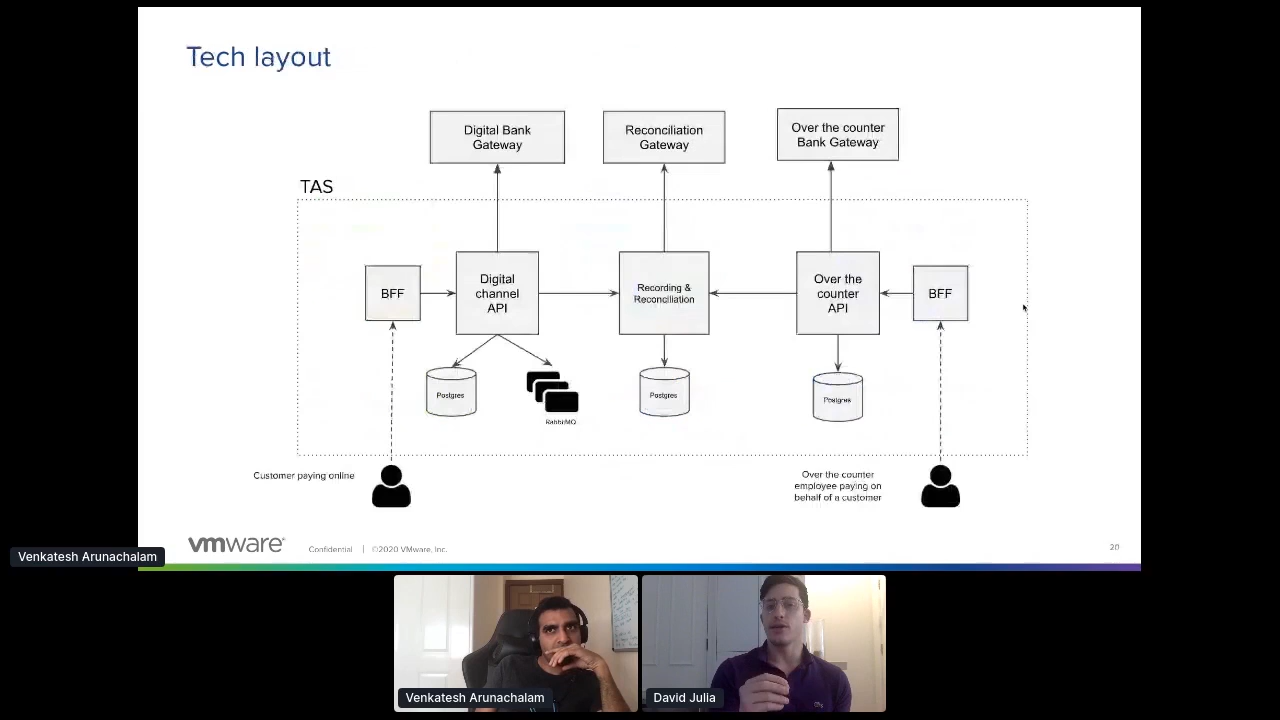 Tech layout
Digital Bank
Gateway
Reconciliation
Gateway
Over the counter
Bank Gateway
TAS
BFF
Digital
channel
API
Recording &
Reconciliation
Over the
counter
API
BFF
Postgres
RabbitMQ
Postgres
Postgres
Customer paying online
Over the counter
employee paying on
behalf of a customer
vmware
Confidential | ©2020 VMware, Inc.
20
Venkatesh Arunachalam
Venkatesh Arunachalam
David Julia